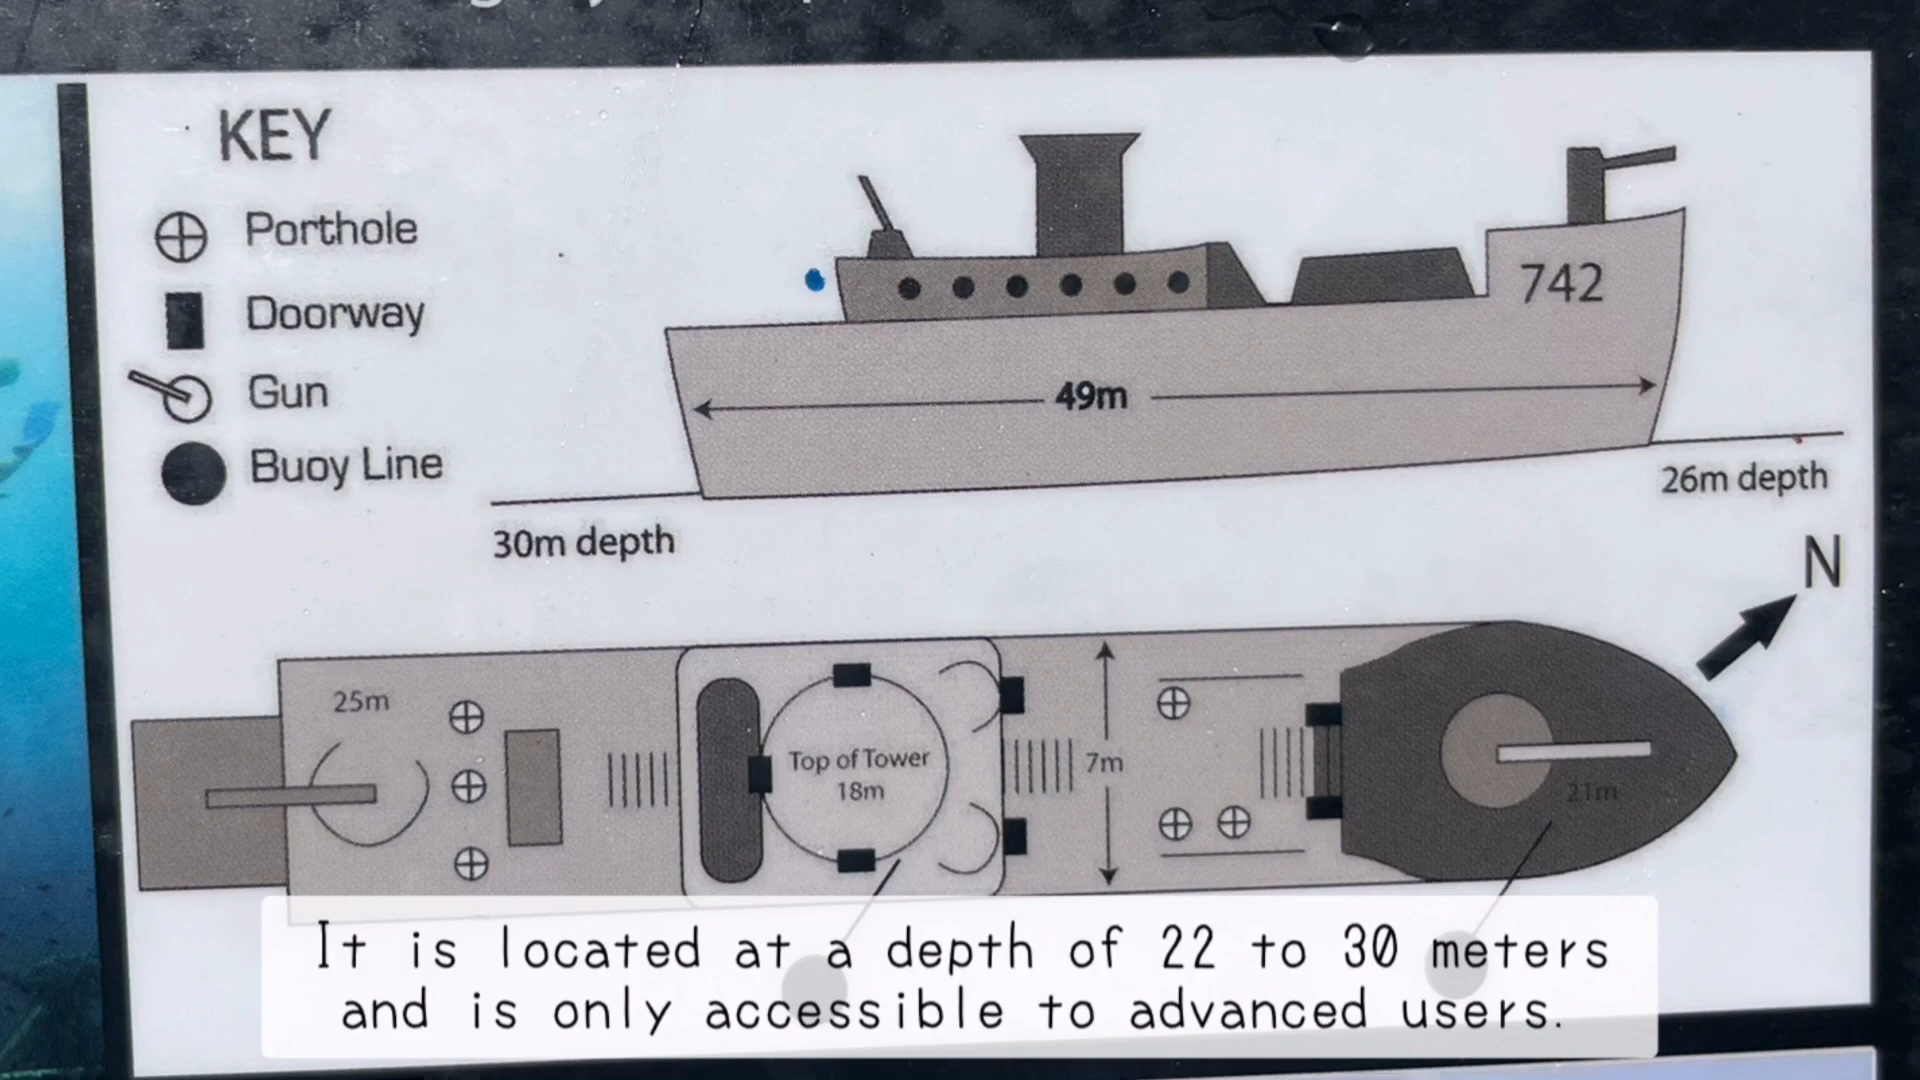 KEY
Porthole
Doorway
Gun
Buoy Line
742
49m
26m depth
30m depth
N
25m
Top of Tower
18m
7m
21m
It is located at a depth of 22 to 30 meters
and is only accessible to advanced users.